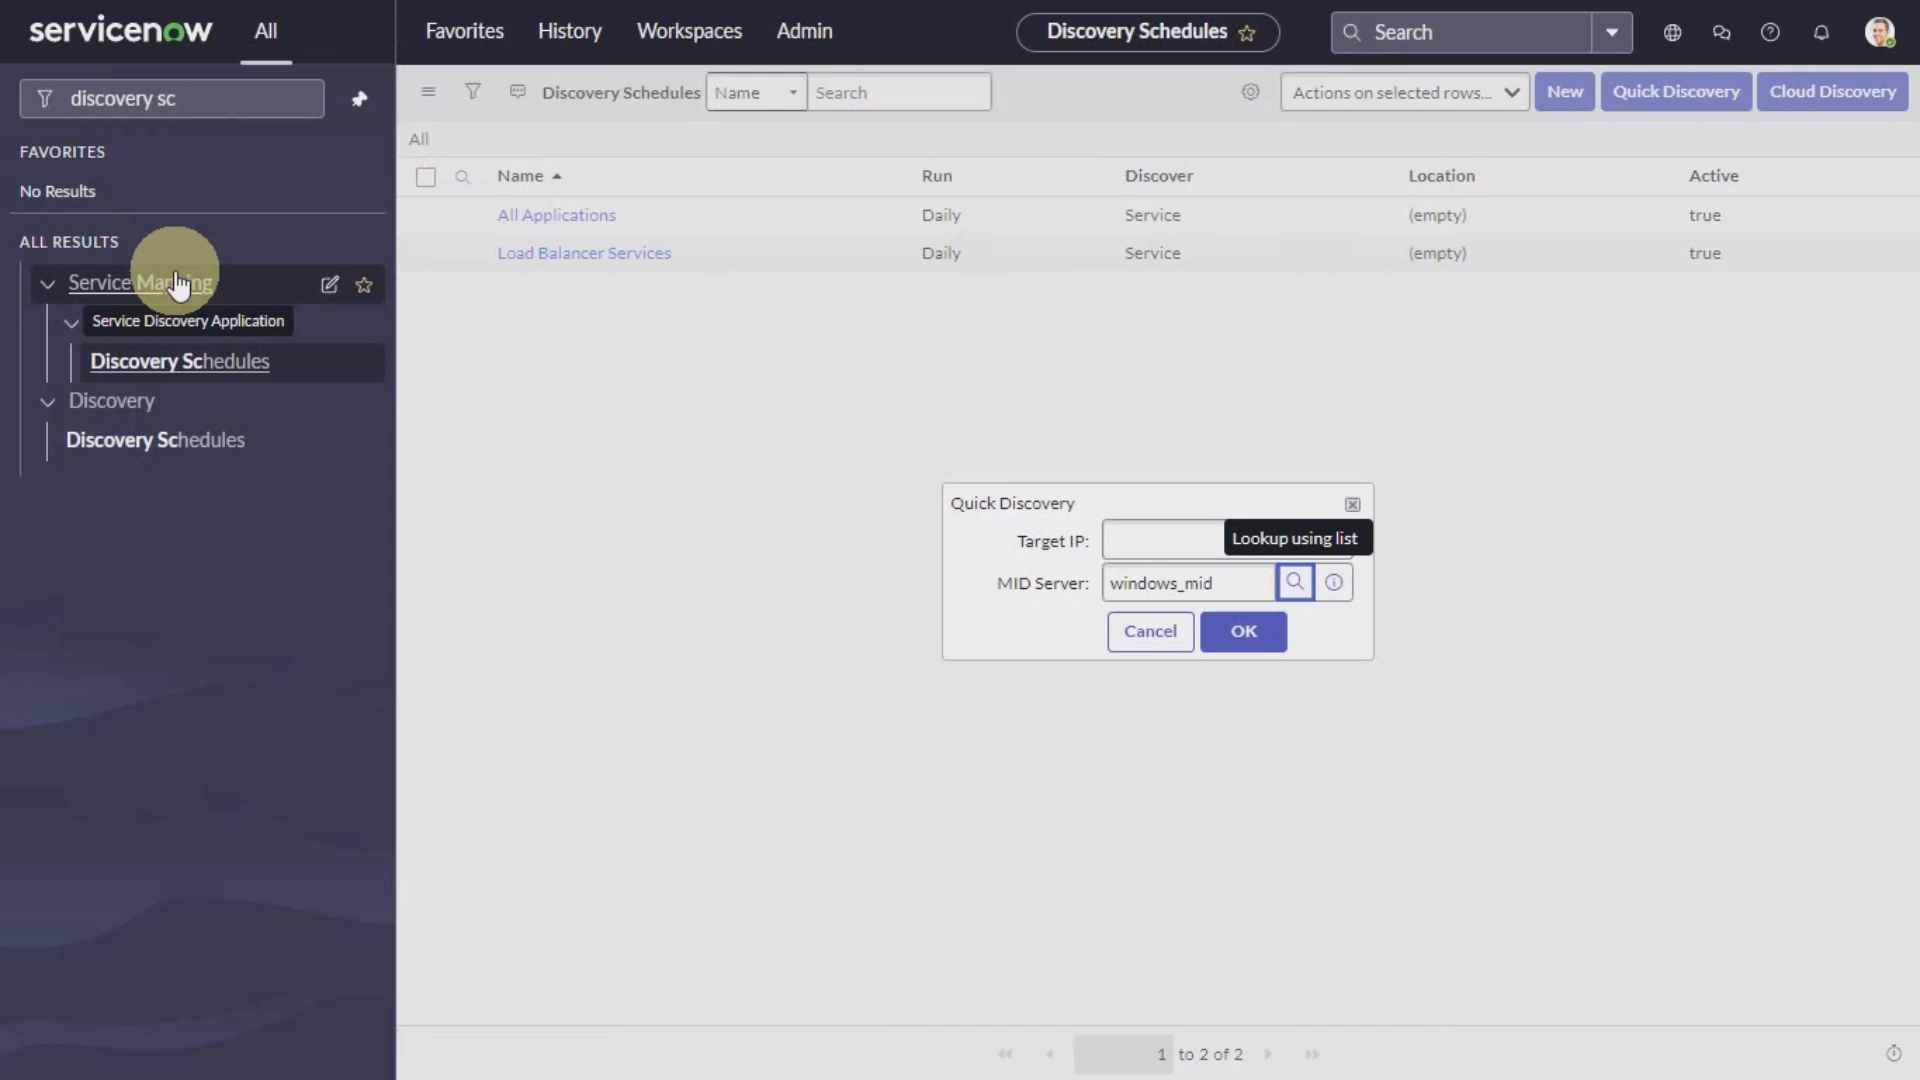 servicenow All Favorites History Workspaces Admin Discovery Schedules Search
discovery sc
Discovery Schedules Name Search Actions on selected rows... New Quick Discovery Cloud Discovery
FAVORITES
No Results
ALL RESULTS
Service Mapping
Service Discovery Application
Discovery Schedules
Discovery
Discovery Schedules
All
Name Run Discover Location Active
All Applications Daily Service (empty) true
Load Balancer Services Daily Service (empty) true
Quick Discovery
Target IP: Lookup using list
MID Server: windows_mid
Cancel OK
1 to 2 of 2